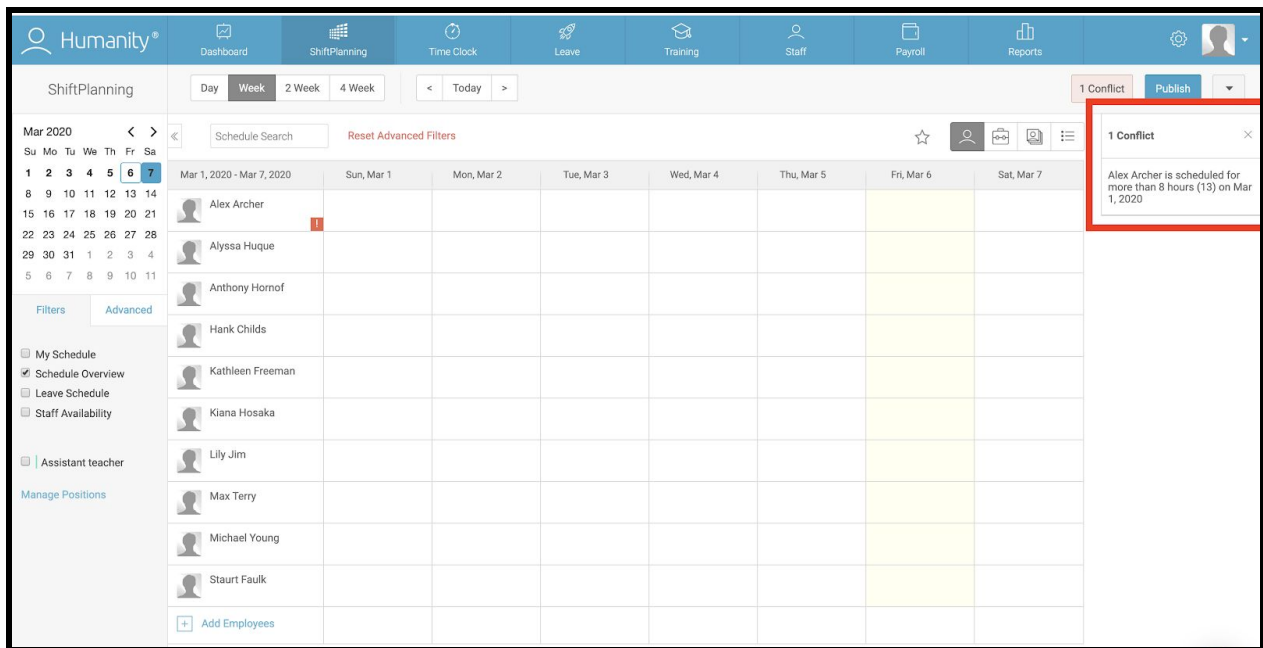 Humanity®
Dashboard
ShiftPlanning
Time Clock
Leave
Training
Staff
Payroll
Reports
ShiftPlanning
Day Week 2 Week 4 Week < Today >
1 Conflict
Publish
Mar 2020 < >
Su Mo Tu We Th Fr Sa
1 2 3 4 5 6 7
8 9 10 11 12 13 14
15 16 17 18 19 20 21
22 23 24 25 26 27 28
29 30 31 1 2 3 4
5 6 7 8 9 10 11
Filters
Advanced
My Schedule
Schedule Overview
Leave Schedule
Staff Availability
Assistant teacher
Manage Positions
Schedule Search
Reset Advanced Filters
Mar 1, 2020 - Mar 7, 2020 Sun, Mar 1 Mon, Mar 2 Tue, Mar 3 Wed, Mar 4 Thu, Mar 5 Fri, Mar 6 Sat, Mar 7
Alex Archer
!
Alyssa Huque
Anthony Hornof
Hank Childs
Kathleen Freeman
Kiana Hosaka
Lily Jim
Max Terry
Michael Young
Staurt Faulk
+ Add Employees
1 Conflict ×
Alex Archer is scheduled for
more than 8 hours (13) on Mar
1, 2020